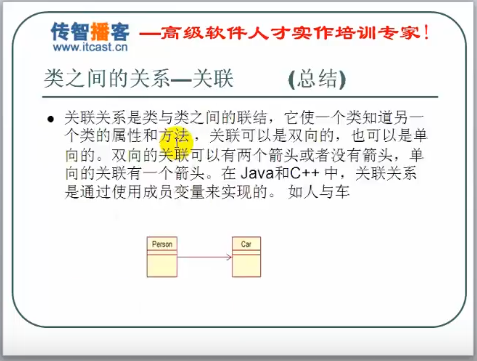 传智播客
www.itcast.cn
—高级软件人才实作培训专家!
类之间的关系—关联 (总结)
关联关系是类与类之间的联结，它使一个类知道另一
个类的属性和方法，关联可以是双向的，也可以是单
向的。双向的关联可以有两个箭头或者没有箭头，单
向的关联有一个箭头。在 Java和C++ 中，关联关系
是通过使用成员变量来实现的。 如人与车
Person
Car